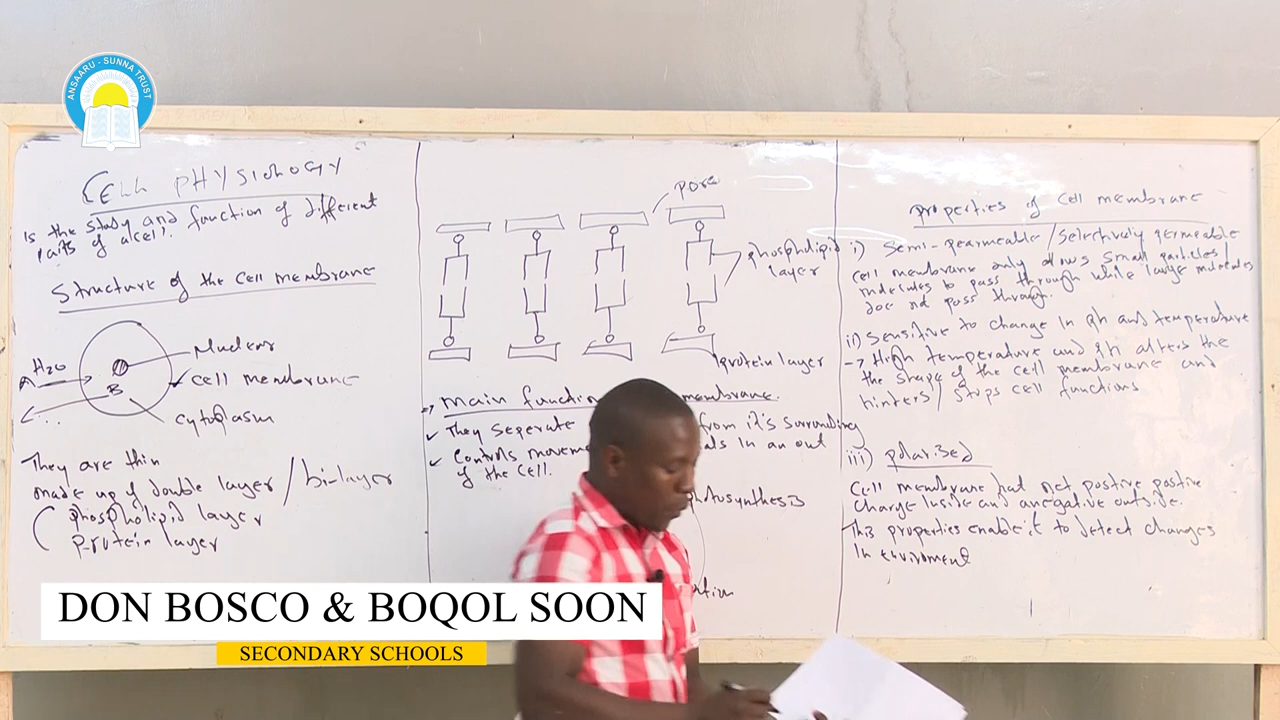 ANSAARU - SUNNA TRUST
CELL PHYSIOLOGY
Is the study and function of different
parts of a cell.
Structure of the cell membrane
H2O
A
B
C...
Nucleus
cell membrane
cytoplasm
They are thin
made up of double layer / bi-layer
phospholipid layer
Protein layer
pore
phospholipid
layer
protein layer
→ Main function membrane.
✓ They seperate from it's surrounding
✓ Controls movem als In an out
of the cell.
photosynthesis
Properties of cell membrane
i) Semi-pearmeable / selectively permeable
cell membrane only allows small particles /
molecules to pass through while large molecules
doe not pass through.
ii) Sensitive to change In ph and temperature
→ High temperature and ph alters the
the shape of the cell membrane and
hinters / stops cell functions
iii) polarised
Cell membrane had net positive positive
charge Inside and anegative outside.
This properties enable it to detect changes
In enviroment
DON BOSCO & BOQOL SOON
SECONDARY SCHOOLS